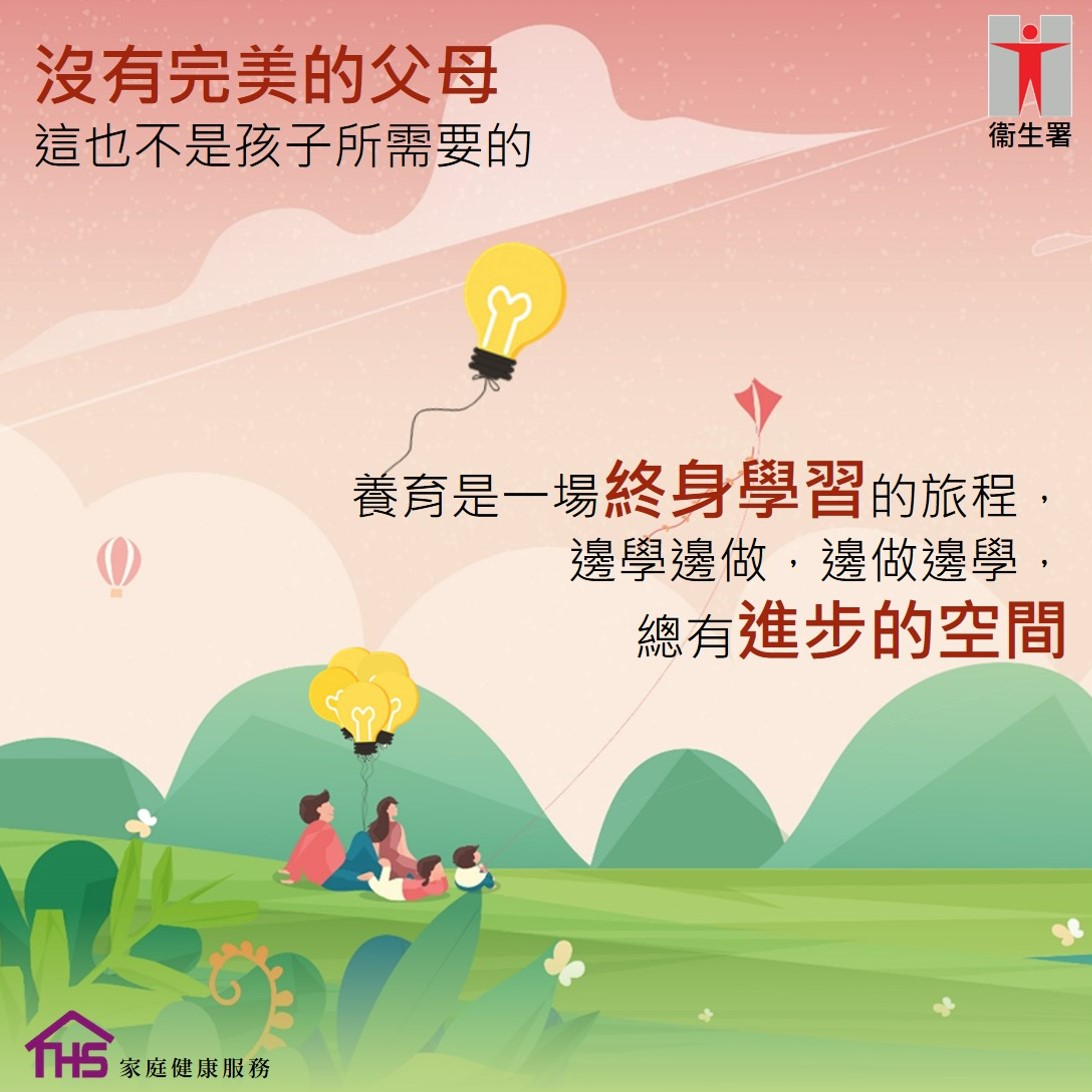 沒有完美的父母
這也不是孩子所需要的
衞生署
養育是一場終身學習的旅程，
邊學邊做，邊做邊學，
總有進步的空間
FHS 家庭健康服務